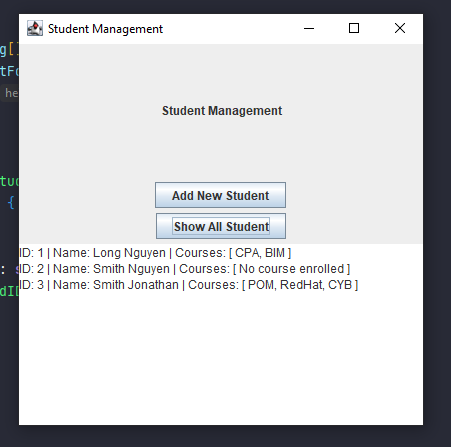 Student Management
Student Management
Add New Student
Show All Student
ID: 1 | Name: Long Nguyen | Courses: [ CPA, BIM ]
ID: 2 | Name: Smith Nguyen | Courses: [ No course enrolled ]
ID: 3 | Name: Smith Jonathan | Courses: [ POM, RedHat, CYB ]